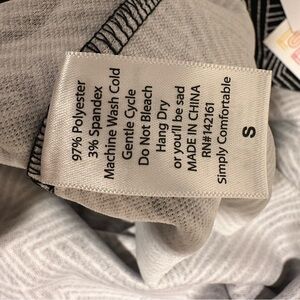 97% Polyester
3% Spandex
Machine Wash Cold
Gentle Cycle
Do Not Bleach
Hang Dry
or you'll be sad
MADE IN CHINA
RN#142161
Simply Comfortable
S